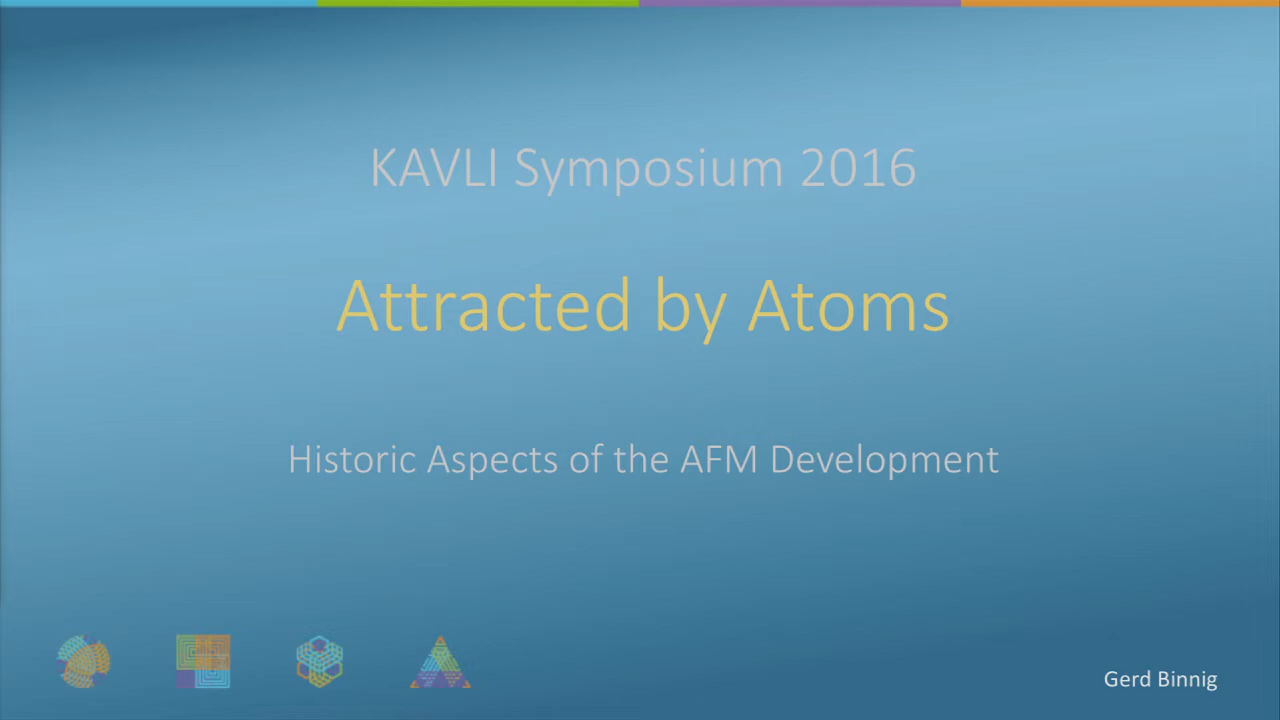 KAVLI Symposium 2016
Attracted by Atoms
Historic Aspects of the AFM Development
Gerd Binnig